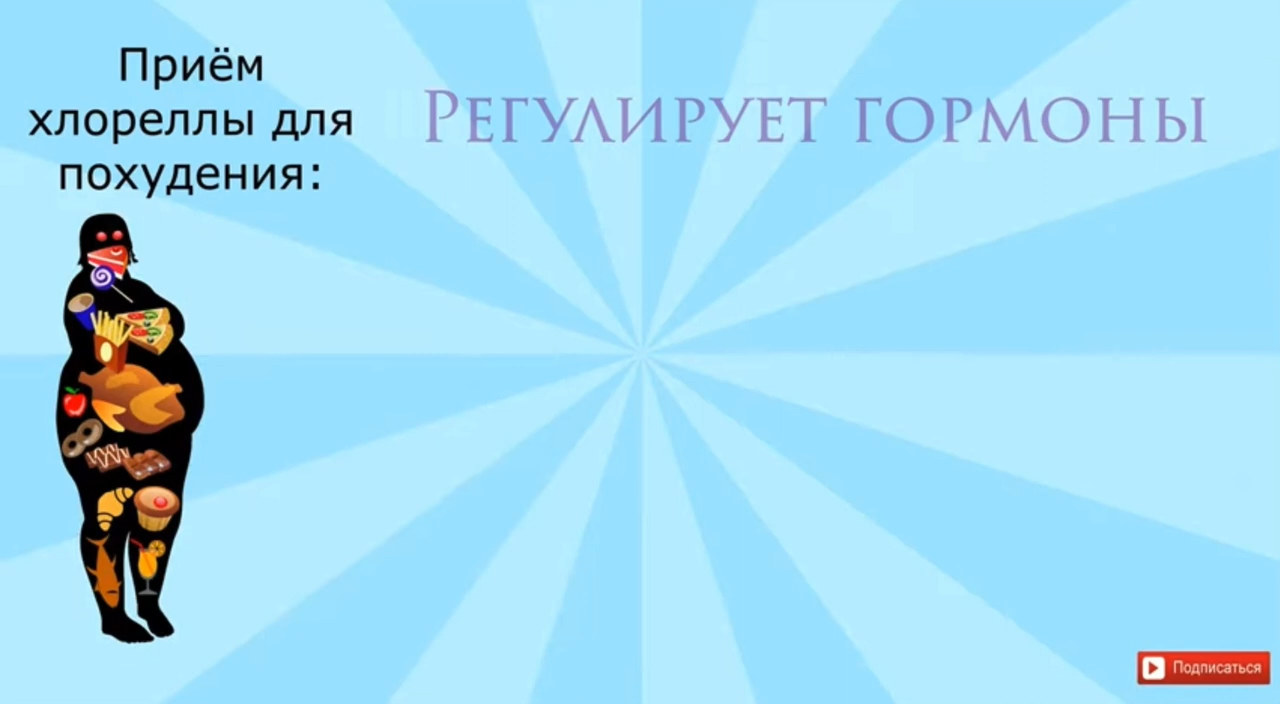 Приём
хлореллы для
похудения:
Регулирует гормоны
Подписаться